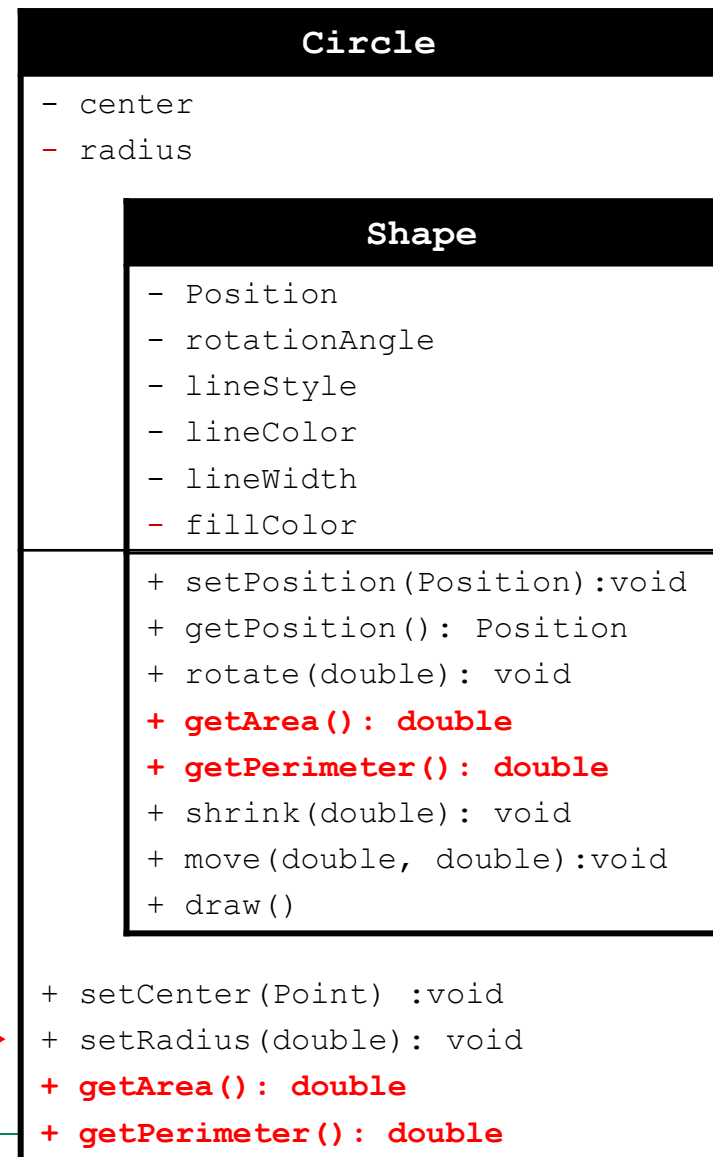 Circle
- center
- radius
Shape
- Position
- rotationAngle
- lineStyle
- lineColor
- lineWidth
- fillColor
+ setPosition(Position):void
+ getPosition(): Position
+ rotate(double): void
+ getArea(): double
+ getPerimeter(): double
+ shrink(double): void
+ move(double, double):void
+ draw()
+ setCenter(Point) :void
+ setRadius(double): void
+ getArea(): double
+ getPerimeter(): double